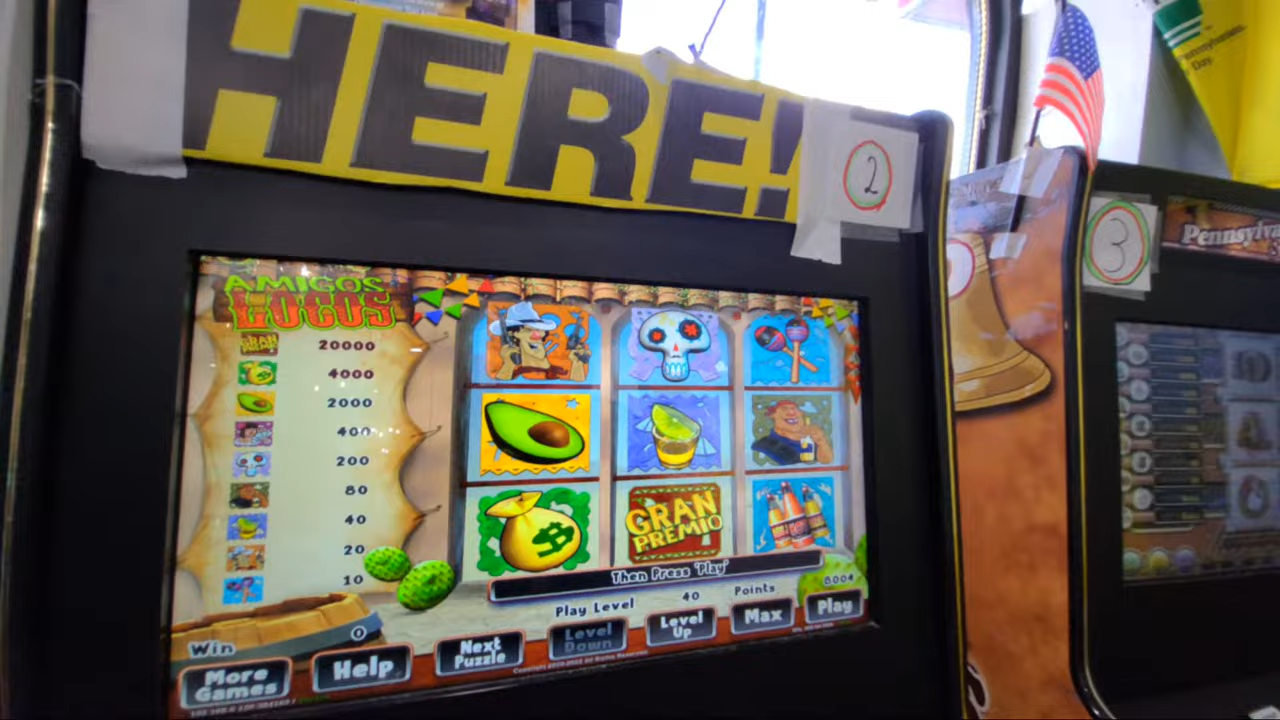 HERE!
2
3
Pennsylva
Day.
AMIGOS
LOCOS
GRAN
20000
4000
2000
400
200
80
40
20
10
GRAN
PREMIO
Then Press 'Play'
Play Level
40
Points
8004
Win
0
More
Games
Help
Next
Puzzle
Level
Down
Level
Up
Max
Play